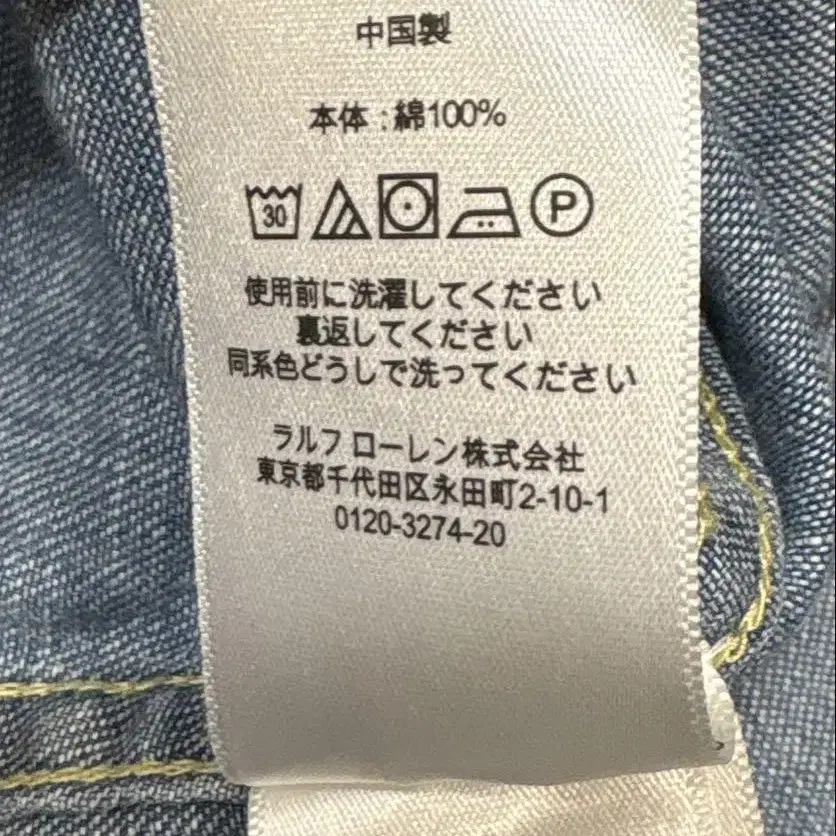 中国製
本体：綿100%
30 P
使用前に洗濯してください
裏返してください
同系色どうしで洗ってください
ラルフ ローレン株式会社
東京都千代田区永田町2-10-1
0120-3274-20